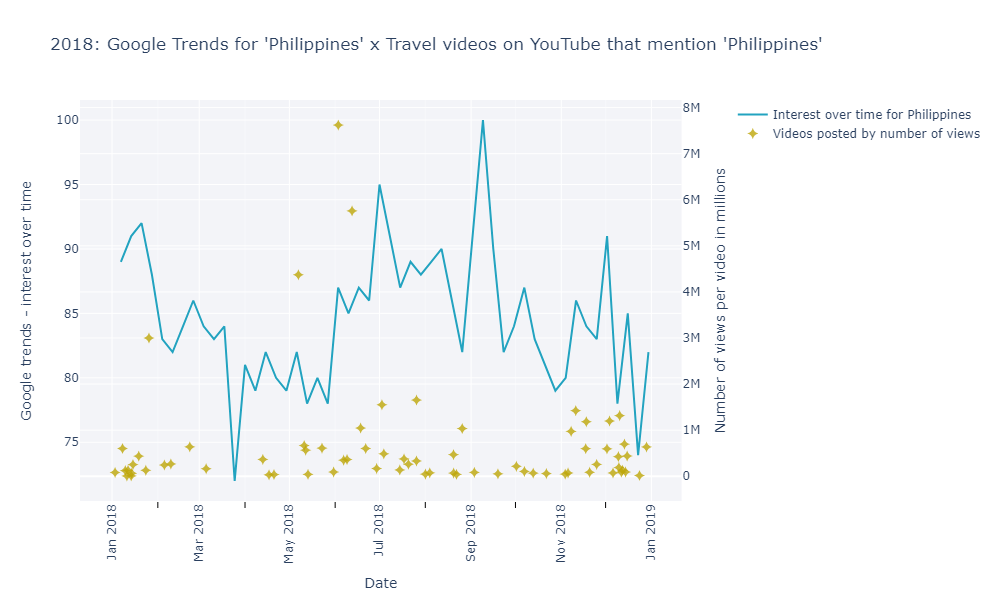 2018: Google Trends for 'Philippines' x Travel videos on YouTube that mention 'Philippines'
Interest over time for Philippines
Videos posted by number of views
Google trends - interest over time
100
95
90
85
80
75
8M
7M
6M
5M
4M
3M
2M
1M
0
Number of views per video in millions
Jan 2018
Mar 2018
May 2018
Jul 2018
Sep 2018
Nov 2018
Jan 2019
Date